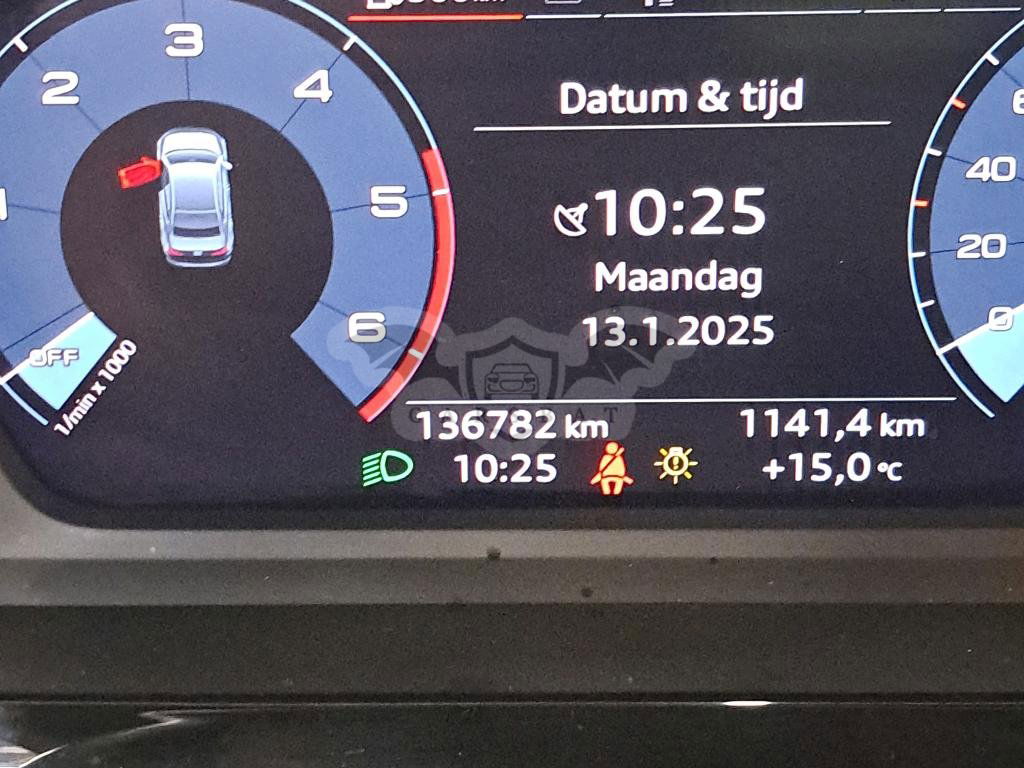 Datum & tijd
10:25
Maandag
13.1.2025
136782 km
1141,4 km
10:25
+15,0 °C
1
2
3
4
5
6
OFF
1/min x 1000
40
20
0